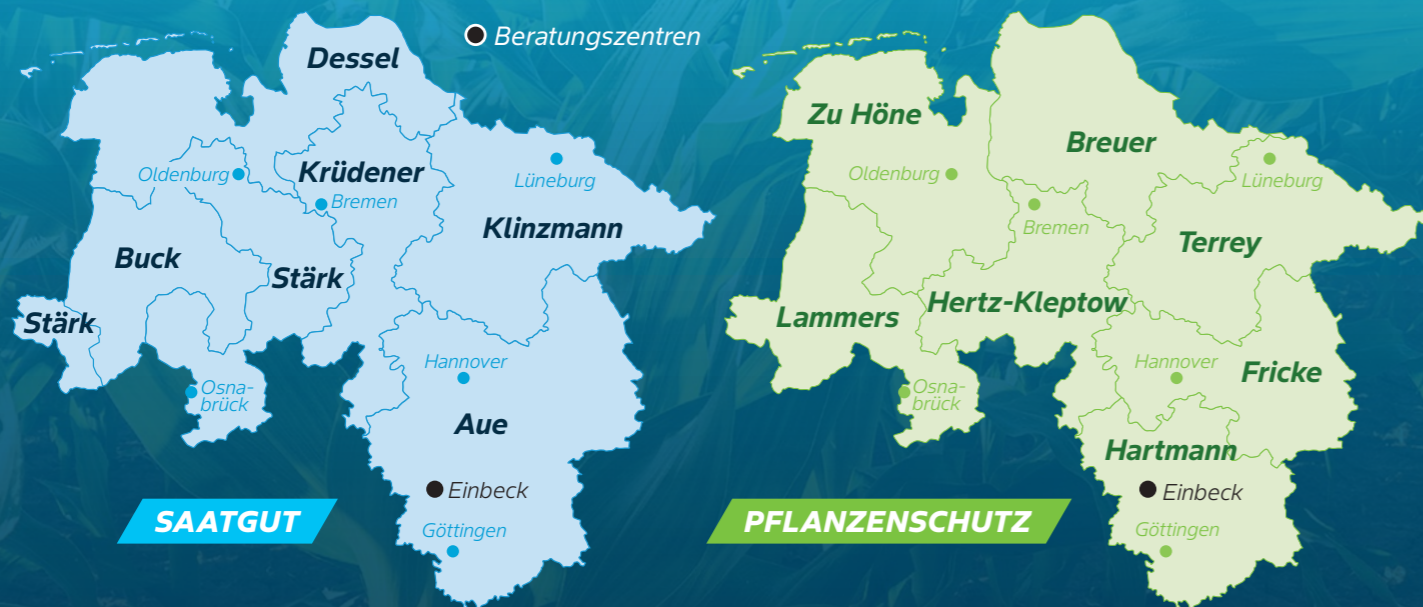 Beratungszentren
Dessel
Krüdener
Oldenburg
Bremen
Lüneburg
Klinzmann
Buck
Stärk
Stärk
Hannover
Osna-
brück
Aue
Einbeck
Göttingen
SAATGUT
Zu Höne
Breuer
Oldenburg
Lüneburg
Bremen
Terrey
Hertz-Kleptow
Lammers
Hannover
Fricke
Osna-
brück
Hartmann
Einbeck
Göttingen
PFLANZENSCHUTZ